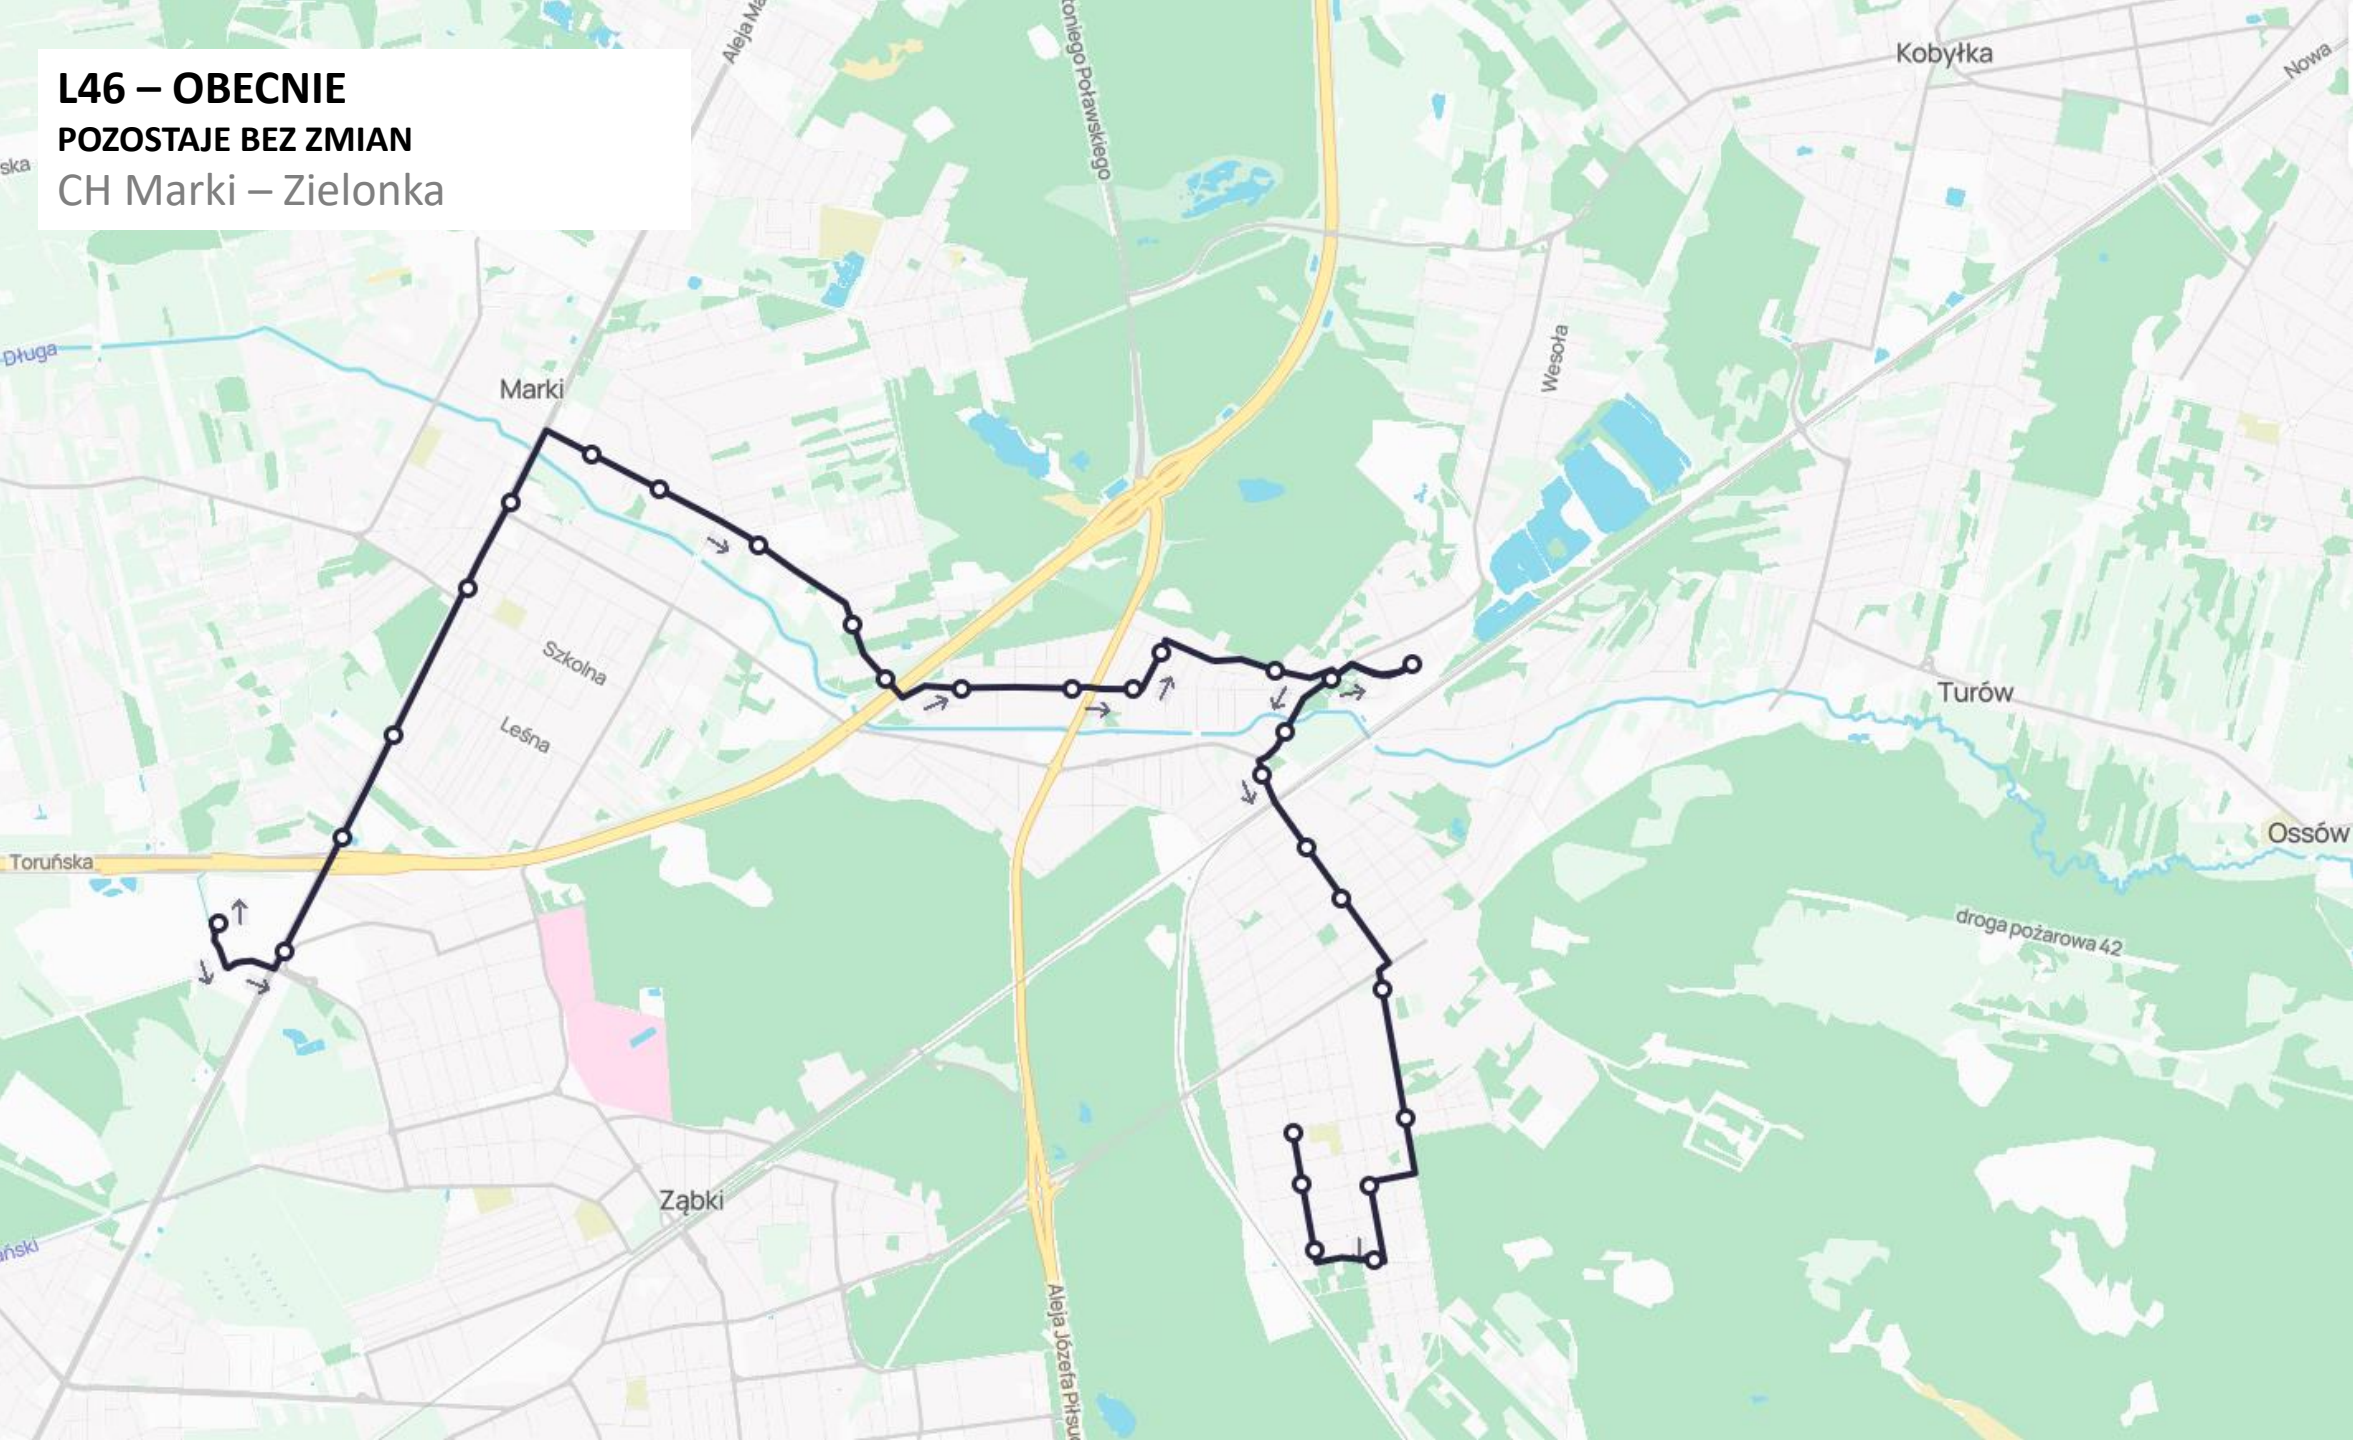 L46 – OBECNIE
POZOSTAJE BEZ ZMIAN
CH Marki – Zielonka
Kobyłka
Nowa
Poławskiego
Wesoła
Długa
Marki
Szkolna
Leśna
Turów
Ossów
Toruńska
droga pożarowa 42
Ząbki
Aleja Józefa